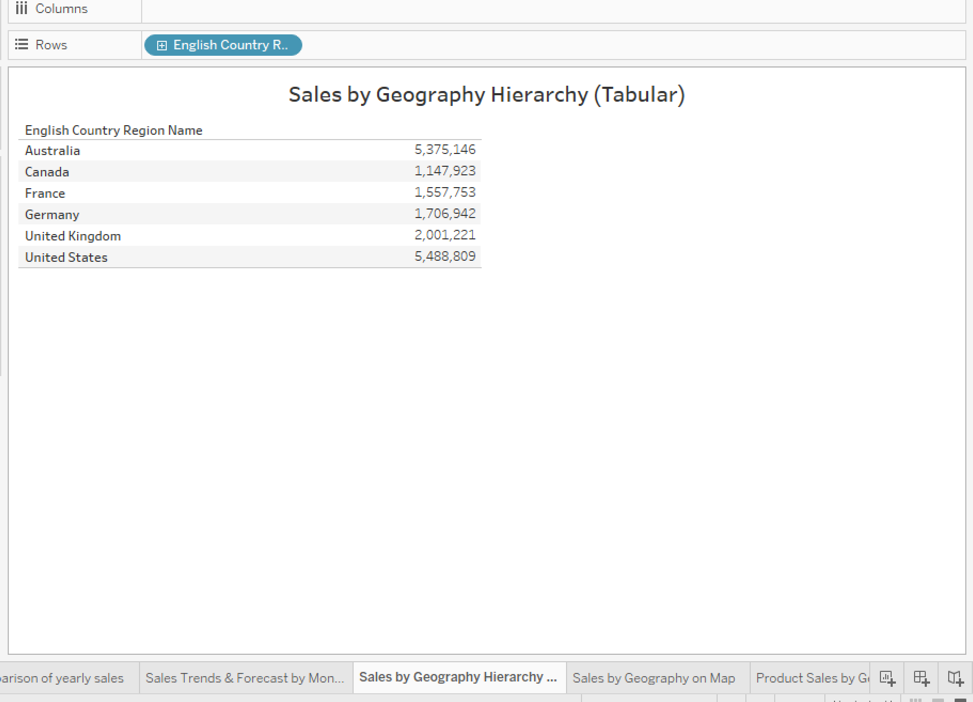 Columns
Rows English Country R..
Sales by Geography Hierarchy (Tabular)
English Country Region Name
Australia 5,375,146
Canada 1,147,923
France 1,557,753
Germany 1,706,942
United Kingdom 2,001,221
United States 5,488,809
arison of yearly sales Sales Trends & Forecast by Mon... Sales by Geography Hierarchy ... Sales by Geography on Map Product Sales by G